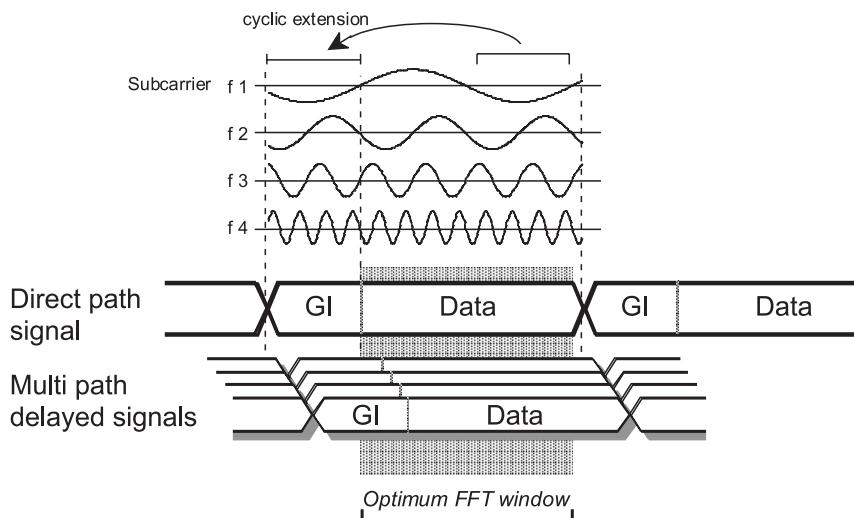 cyclic extension
Subcarrier f 1
f 2
f 3
f 4
Direct path
signal
GI Data GI Data
Multi path
delayed signals
GI Data
Optimum FFT window